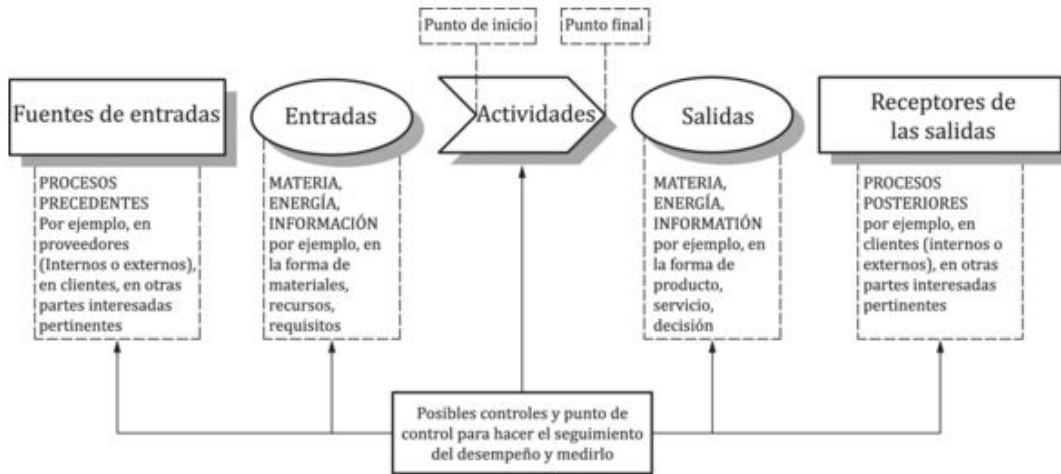 Punto de inicio
Punto final
Fuentes de entradas
Entradas
Actividades
Salidas
Receptores de
las salidas
PROCESOS
PRECEDENTES
Por ejemplo, en
proveedores
(Internos o externos),
en clientes, en otras
partes interesadas
pertinentes
MATERIA,
ENERGÍA,
INFORMACIÓN
por ejemplo, en
la forma de
materiales,
recursos,
requisitos
MATERIA,
ENERGÍA,
INFORMATIÓN
por ejemplo, en
la forma de
producto,
servicio,
decisión
PROCESOS
POSTERIORES
por ejemplo, en
clientes (internos o
externos), en otras
partes interesadas
pertinentes
Posibles controles y punto de
control para hacer el seguimiento
del desempeño y medirlo